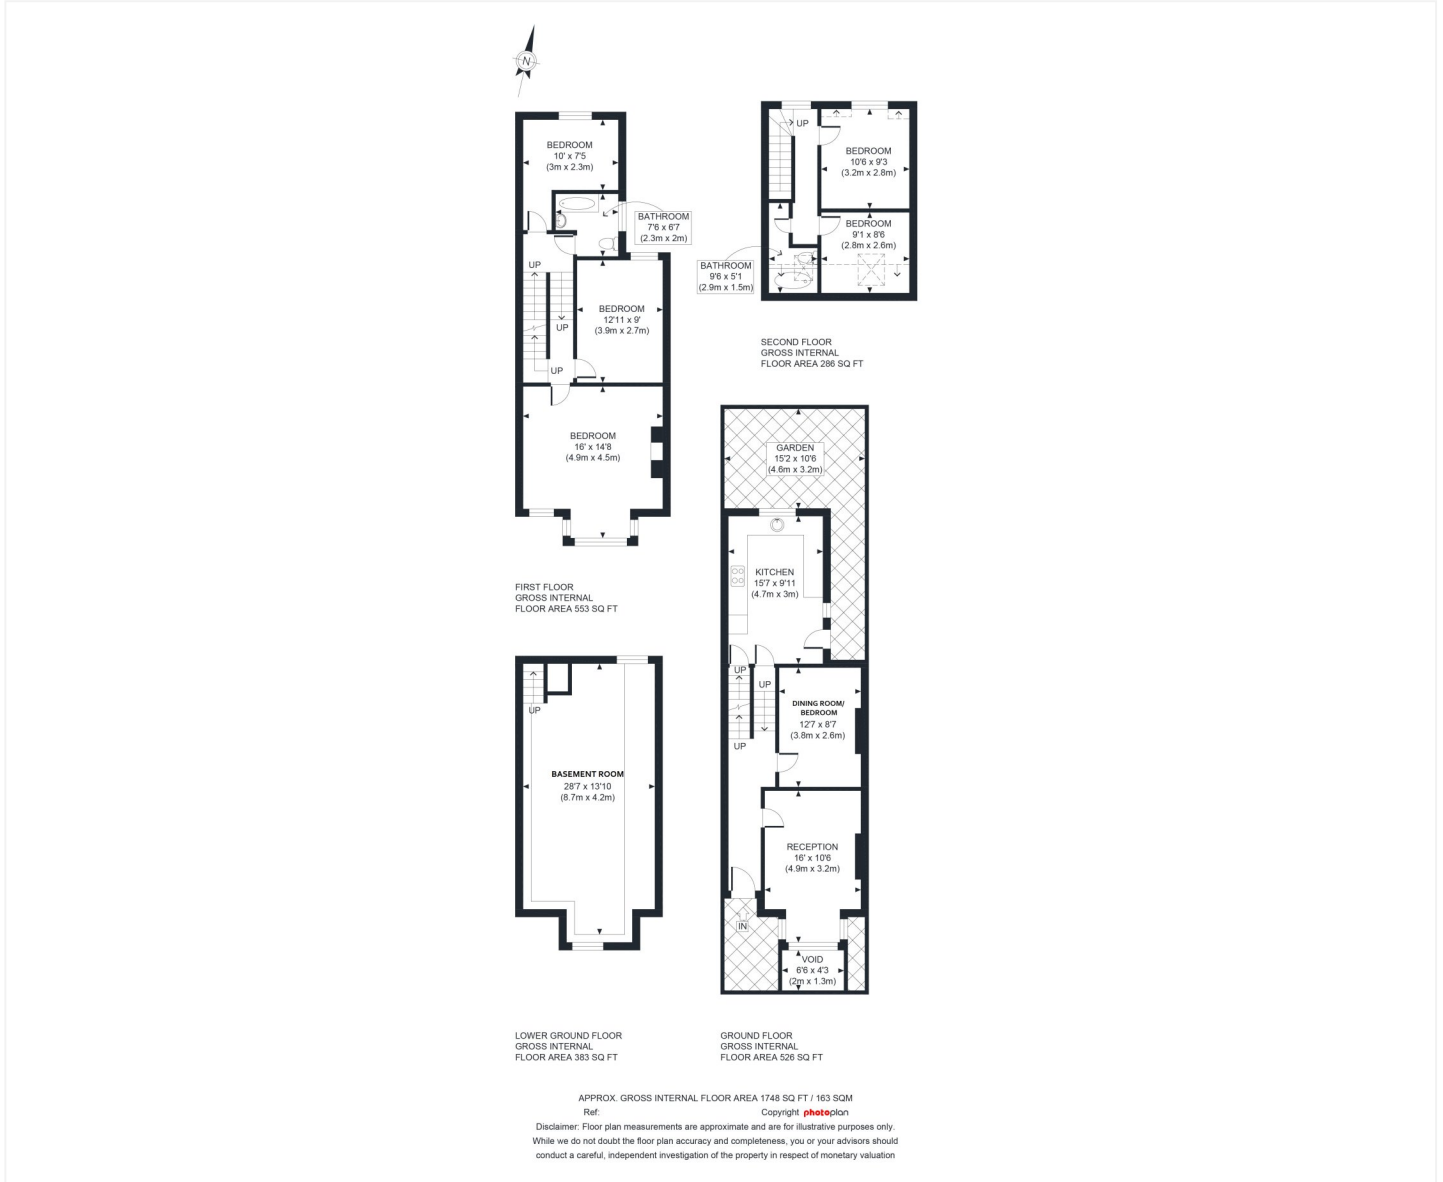 N
BEDROOM
10' x 7'5
(3m x 2.3m)
BATHROOM
7'6 x 6'7
(2.3m x 2m)
UP
UP
UP
BEDROOM
12'11 x 9'
(3.9m x 2.7m)
BEDROOM
16' x 14'8
(4.9m x 4.5m)
FIRST FLOOR
GROSS INTERNAL
FLOOR AREA 553 SQ FT
UP
BEDROOM
10'6 x 9'3
(3.2m x 2.8m)
BEDROOM
9'1 x 8'6
(2.8m x 2.6m)
BATHROOM
9'6 x 5'1
(2.9m x 1.5m)
SECOND FLOOR
GROSS INTERNAL
FLOOR AREA 286 SQ FT
UP
BASEMENT ROOM
28'7 x 13'10
(8.7m x 4.2m)
LOWER GROUND FLOOR
GROSS INTERNAL
FLOOR AREA 383 SQ FT
GARDEN
15'2 x 10'6
(4.6m x 3.2m)
KITCHEN
15'7 x 9'11
(4.7m x 3m)
UP
UP
UP
DINING ROOM/
BEDROOM
12'7 x 8'7
(3.8m x 2.6m)
RECEPTION
16' x 10'6
(4.9m x 3.2m)
IN
VOID
6'6 x 4'3
(2m x 1.3m)
GROUND FLOOR
GROSS INTERNAL
FLOOR AREA 526 SQ FT
APPROX. GROSS INTERNAL FLOOR AREA 1748 SQ FT / 163 SQM
Ref: Copyright photoplan
Disclaimer: Floor plan measurements are approximate and are for illustrative purposes only.
While we do not doubt the floor plan accuracy and completeness, you or your advisors should
conduct a careful, independent investigation of the property in respect of monetary valuation